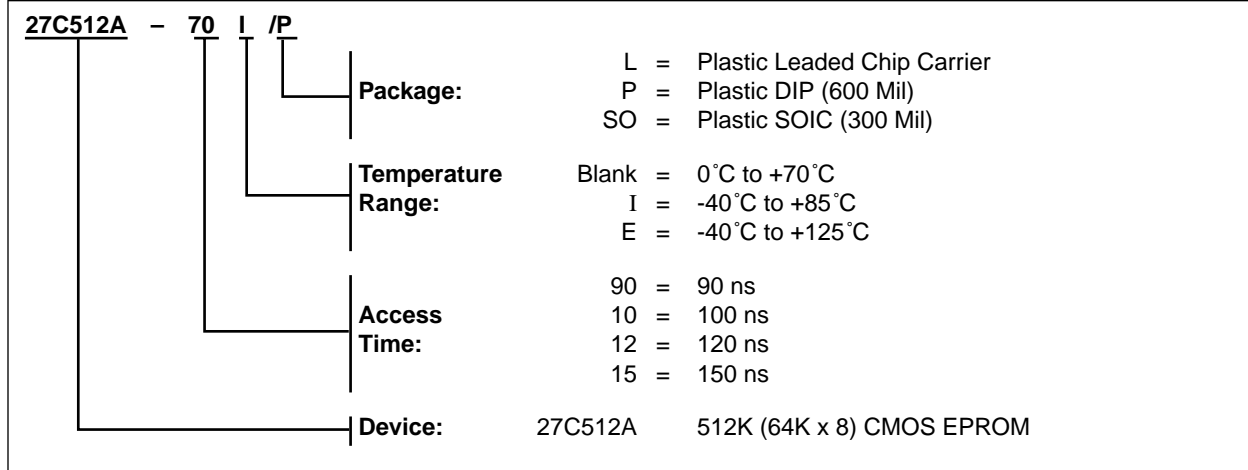 27C512A – 70 I /P
L = Plastic Leaded Chip Carrier
Package: P = Plastic DIP (600 Mil)
SO = Plastic SOIC (300 Mil)
Temperature Blank = 0˚C to +70˚C
Range: I = -40˚C to +85˚C
E = -40˚C to +125˚C
90 = 90 ns
Access 10 = 100 ns
Time: 12 = 120 ns
15 = 150 ns
Device: 27C512A 512K (64K x 8) CMOS EPROM